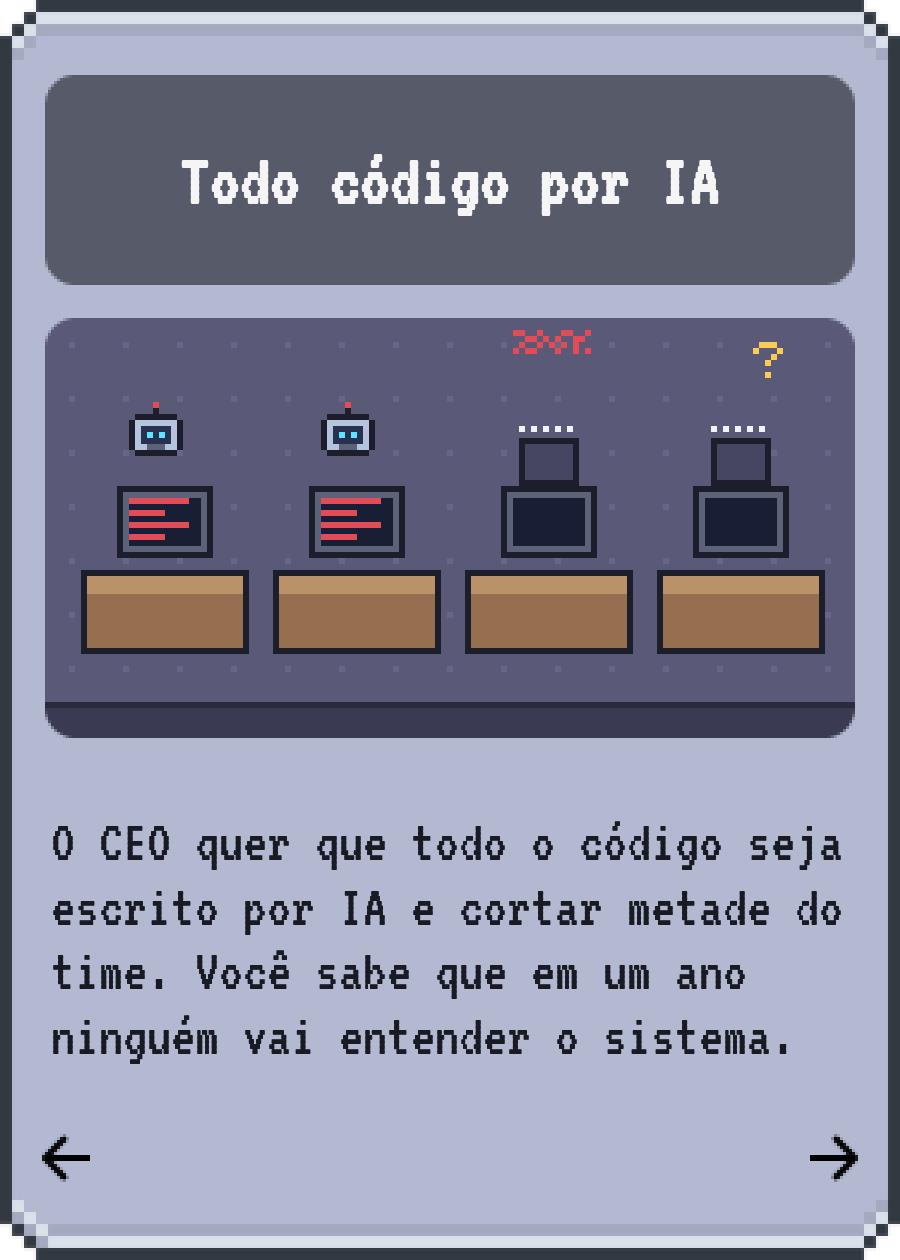 Todo código por IA
?
O CEO quer que todo o código seja
escrito por IA e cortar metade do
time. Você sabe que em um ano
ninguém vai entender o sistema.